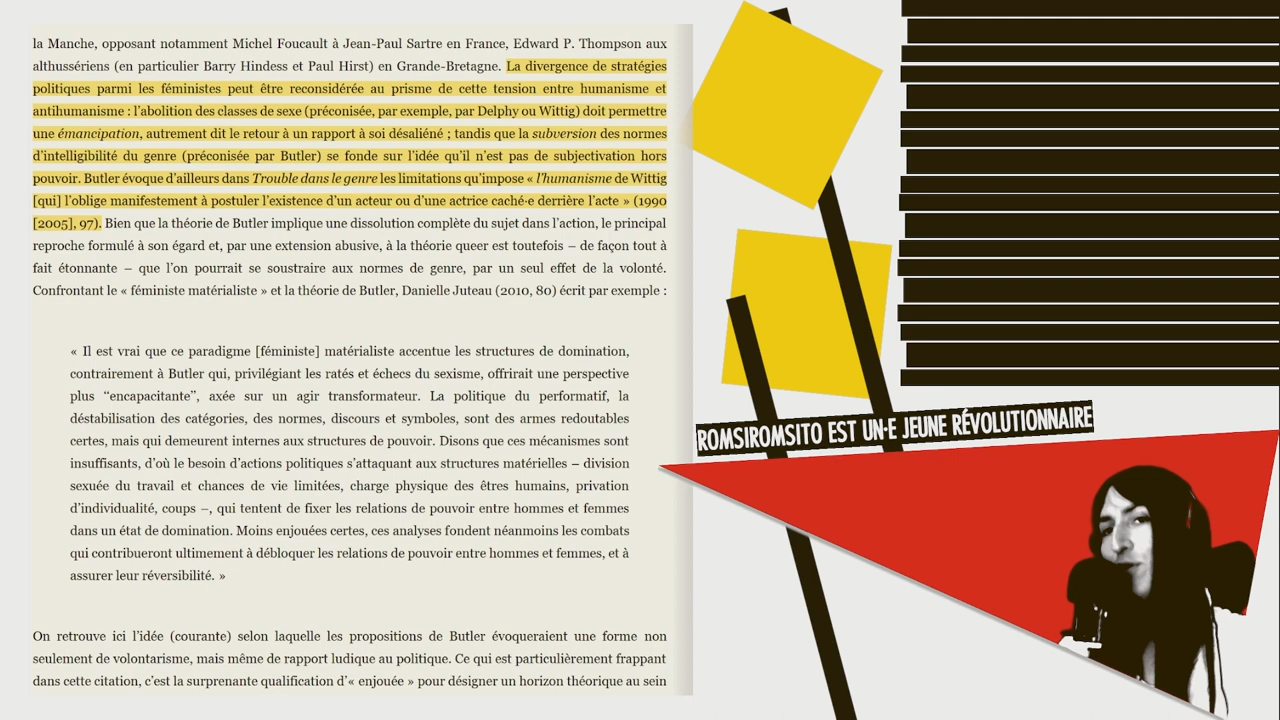 la Manche, opposant notamment Michel Foucault à Jean-Paul Sartre en France, Edward P. Thompson aux
althussériens (en particulier Barry Hindess et Paul Hirst) en Grande-Bretagne. La divergence de stratégies
politiques parmi les féministes peut être reconsidérée au prisme de cette tension entre humanisme et
antihumanisme : l’abolition des classes de sexe (préconisée, par exemple, par Delphy ou Wittig) doit permettre
une émancipation, autrement dit le retour à un rapport à soi désaliéné ; tandis que la subversion des normes
d’intelligibilité du genre (préconisée par Butler) se fonde sur l’idée qu’il n’est pas de subjectivation hors
pouvoir. Butler évoque d’ailleurs dans Trouble dans le genre les limitations qu’impose « l’humanisme de Wittig
[qui] l’oblige manifestement à postuler l’existence d’un acteur ou d’une actrice caché·e derrière l’acte » (1990
[2005], 97). Bien que la théorie de Butler implique une dissolution complète du sujet dans l’action, le principal
reproche formulé à son égard et, par une extension abusive, à la théorie queer est toutefois – de façon tout à
fait étonnante – que l’on pourrait se soustraire aux normes de genre, par un seul effet de la volonté.
Confrontant le « féministe matérialiste » et la théorie de Butler, Danielle Juteau (2010, 80) écrit par exemple :
« Il est vrai que ce paradigme [féministe] matérialiste accentue les structures de domination,
contrairement à Butler qui, privilégiant les ratés et échecs du sexisme, offrirait une perspective
plus “encapacitante”, axée sur un agir transformateur. La politique du performatif, la
déstabilisation des catégories, des normes, discours et symboles, sont des armes redoutables
certes, mais qui demeurent internes aux structures de pouvoir. Disons que ces mécanismes sont
insuffisants, d’où le besoin d’actions politiques s’attaquant aux structures matérielles – division
sexuée du travail et chances de vie limitées, charge physique des êtres humains, privation
d’individualité, coups –, qui tentent de fixer les relations de pouvoir entre hommes et femmes
dans un état de domination. Moins enjouées certes, ces analyses fondent néanmoins les combats
qui contribueront ultimement à débloquer les relations de pouvoir entre hommes et femmes, et à
assurer leur réversibilité. »
On retrouve ici l’idée (courante) selon laquelle les propositions de Butler évoqueraient une forme non
seulement de volontarisme, mais même de rapport ludique au politique. Ce qui est particulièrement frappant
dans cette citation, c’est la surprenante qualification d’« enjouée » pour désigner un horizon théorique au sein
ROMSIROMSITO EST UN·E JEUNE RÉVOLUTIONNAIRE